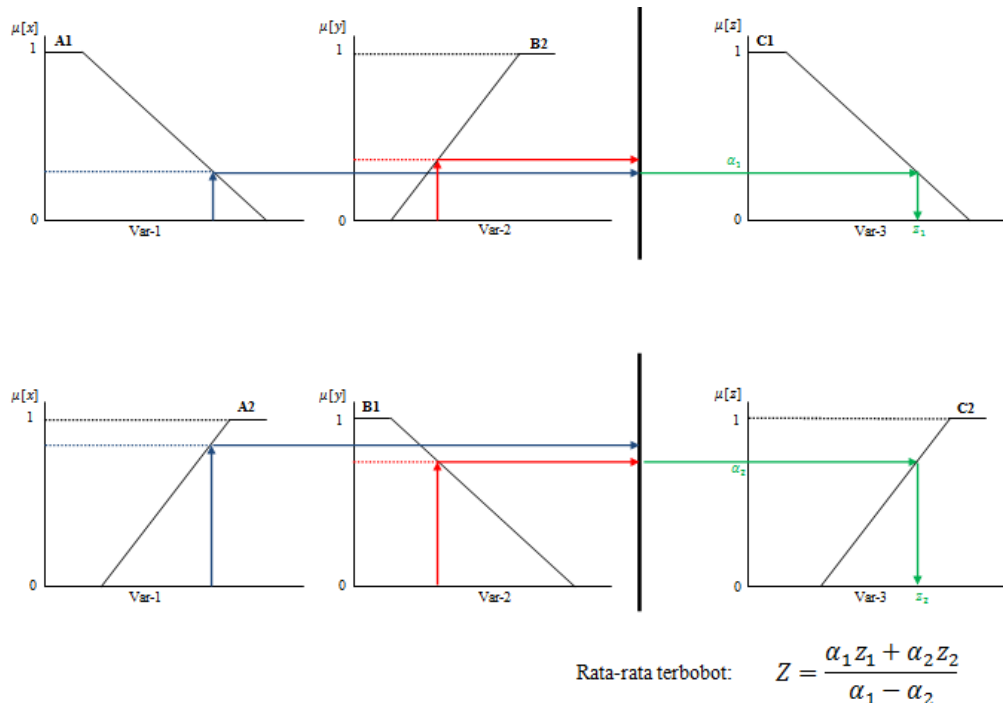 μ[x] A1
1
0
Var-1
μ[y] B2
1
0
Var-2
μ[z] C1
1
α₁
0
Var-3 z₁
μ[x] A2
1
0
Var-1
μ[y] B1
1
0
Var-2
μ[z] C2
1
α₂
0
Var-3 z₂
Rata-rata terbobot: Z = (α₁z₁ + α₂z₂) / (α₁ − α₂)